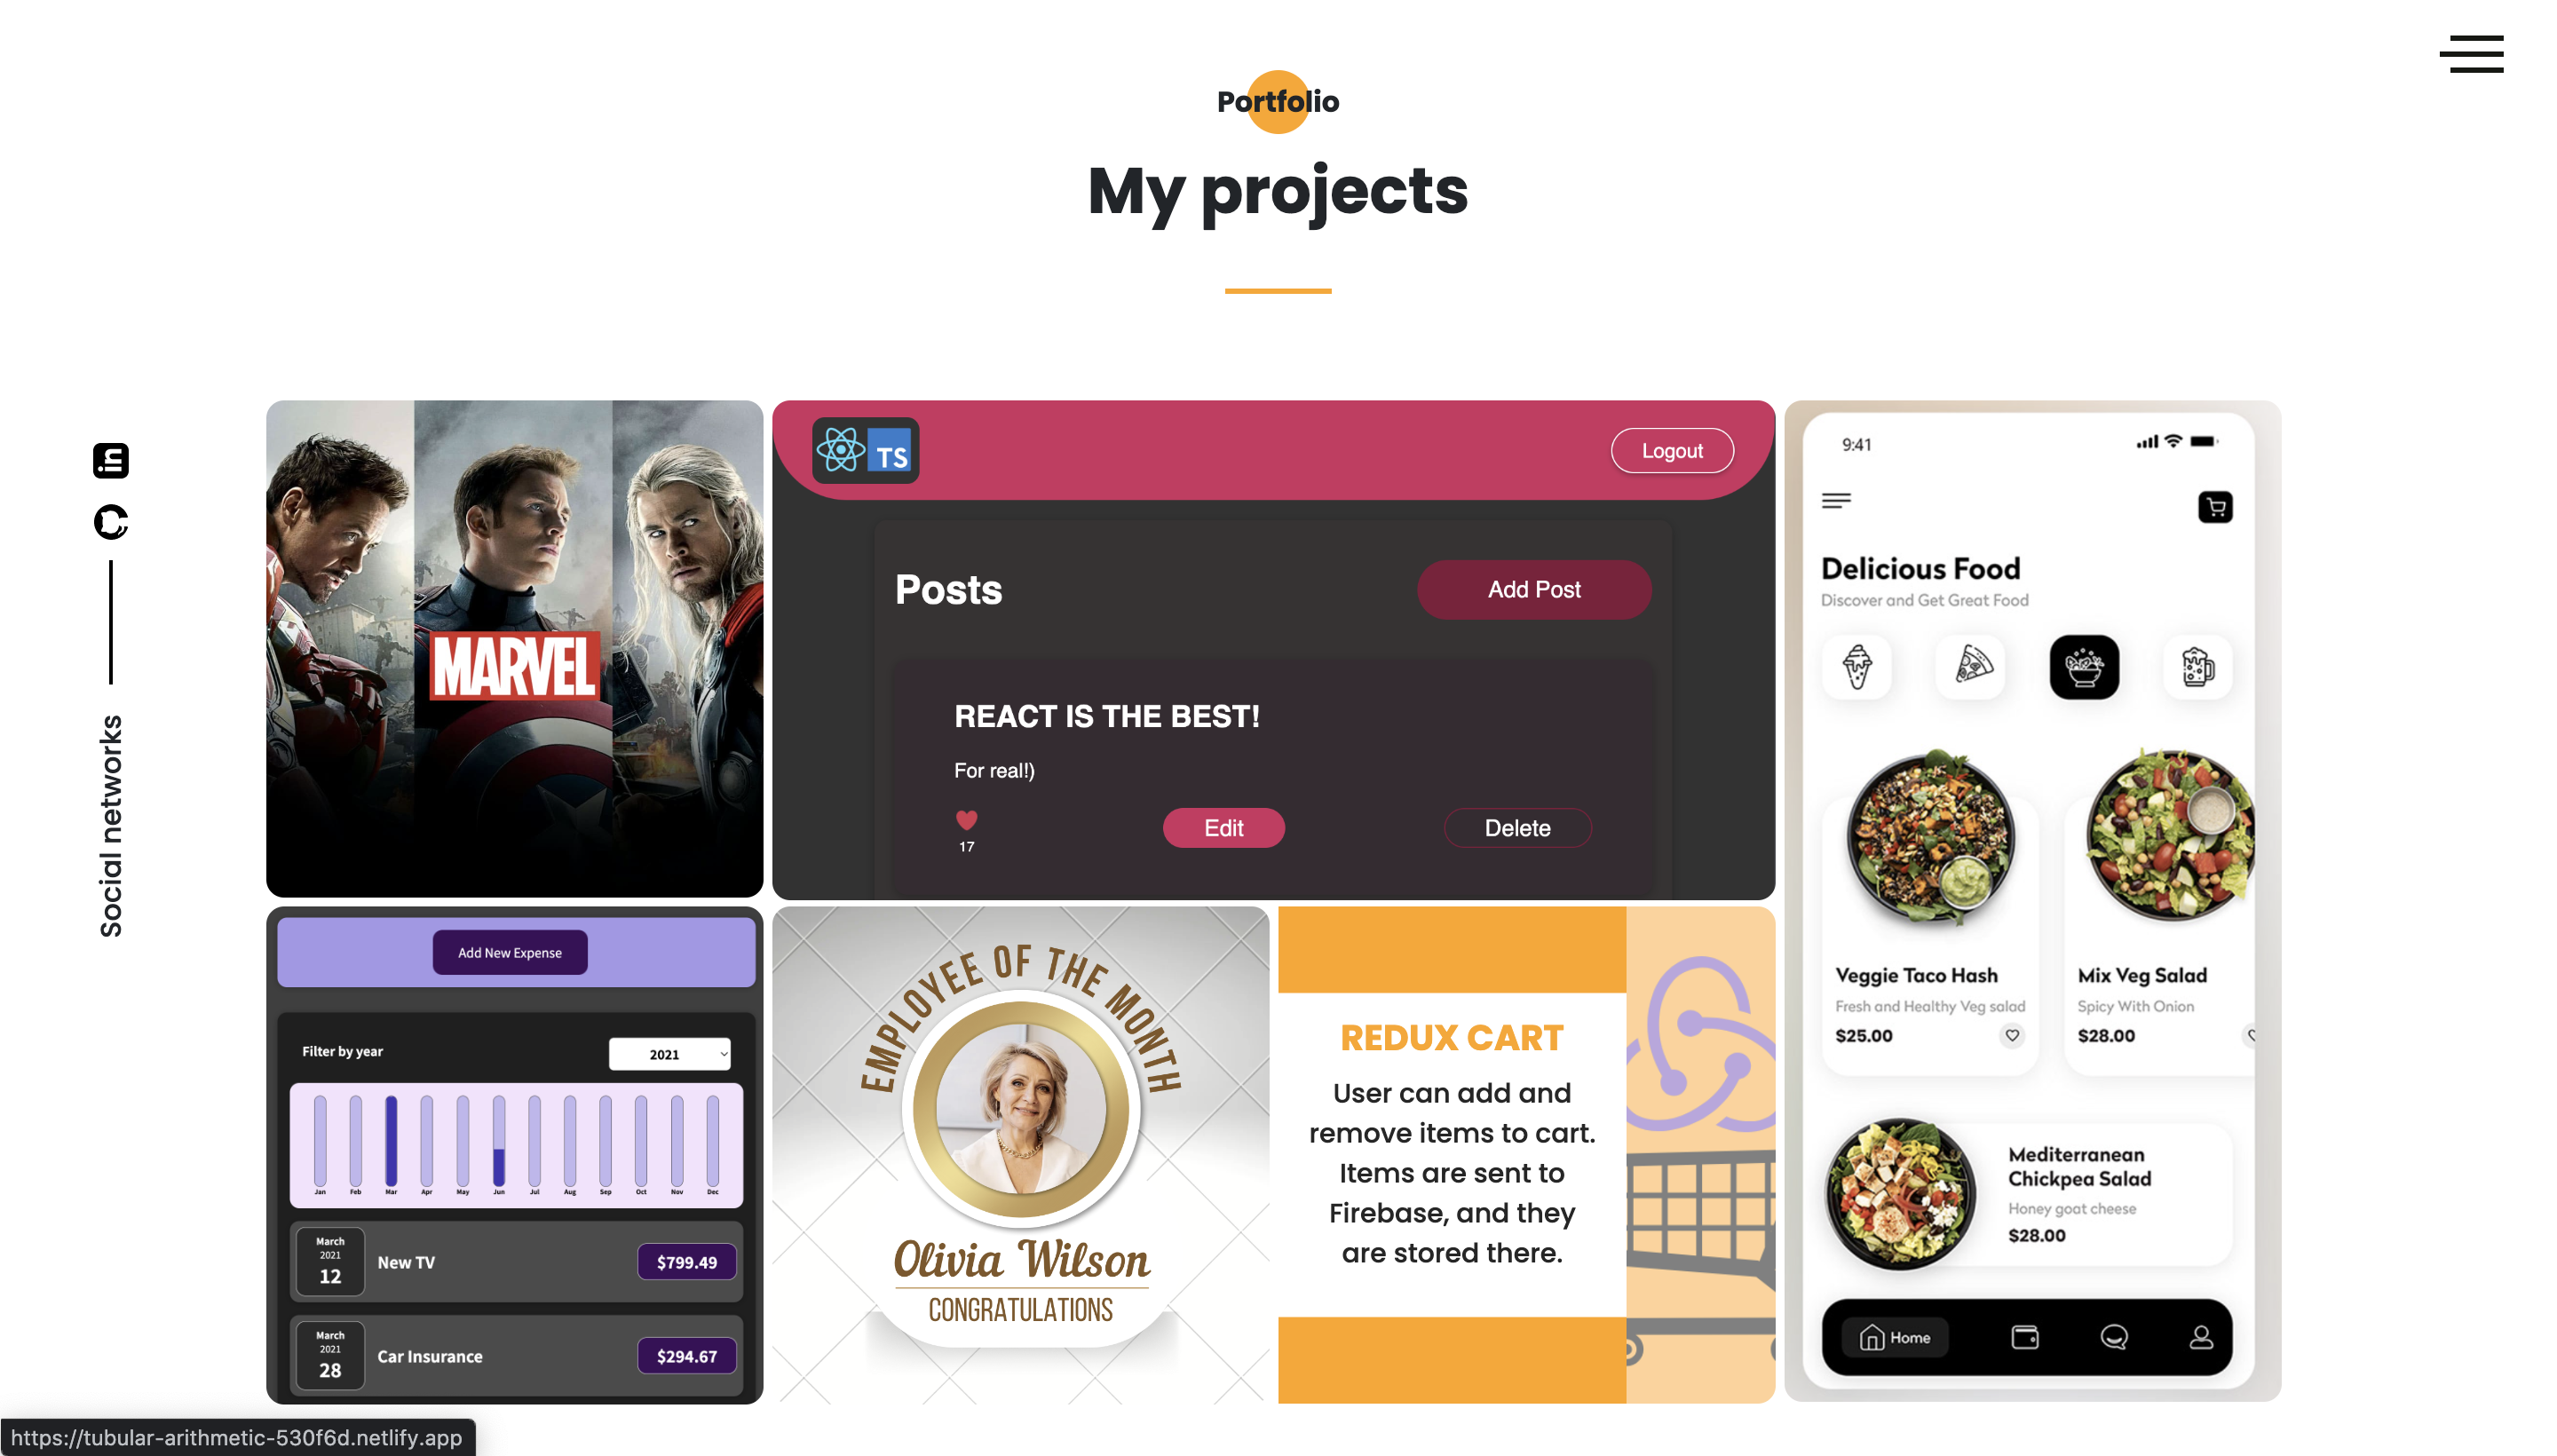 Portfolio
My projects
Social networks
MARVEL
TS
Logout
Posts
Add Post
REACT IS THE BEST!
For real!)
17
Edit
Delete
9:41
Delicious Food
Discover and Get Great Food
Veggie Taco Hash
Fresh and Healthy Veg salad
$25.00
Mix Veg Salad
Spicy With Onion
$28.00
Mediterranean
Chickpea Salad
Honey goat cheese
$28.00
Home
Add New Expense
Filter by year
2021
Jan Feb Mar Apr May Jun Jul Aug Sep Oct Nov Dec
March
2021
12
New TV
$799.49
March
2021
28
Car Insurance
$294.67
EMPLOYEE OF THE MONTH
Olivia Wilson
CONGRATULATIONS
REDUX CART
User can add and
remove items to cart.
Items are sent to
Firebase, and they
are stored there.
https://tubular-arithmetic-530f6d.netlify.app